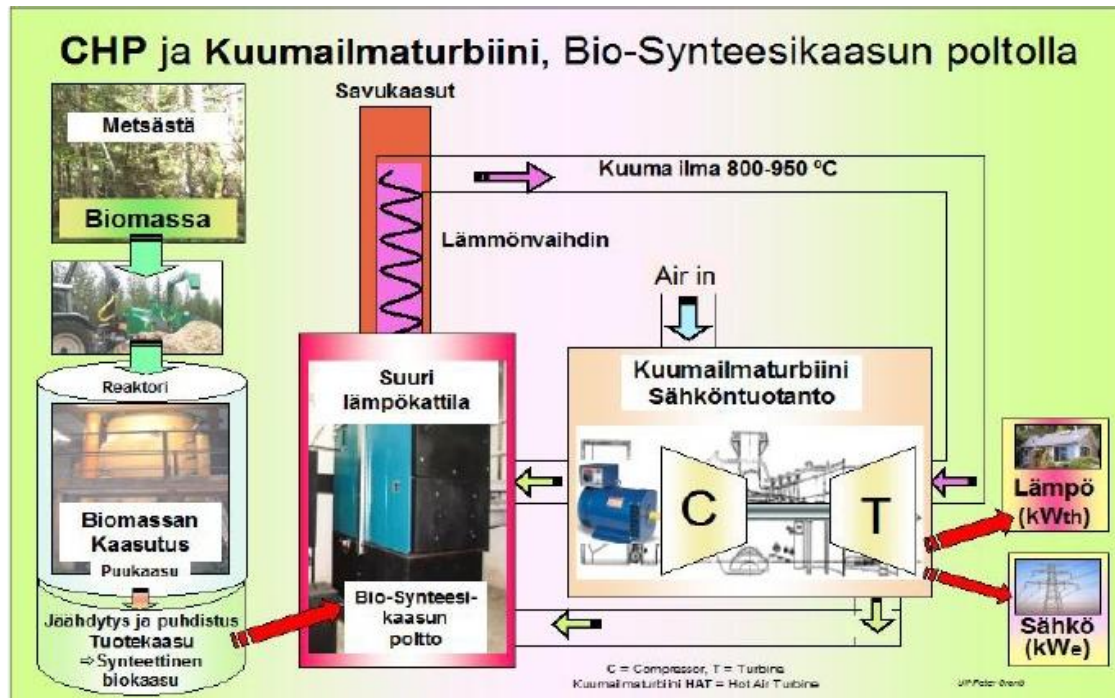 CHP ja Kuumailmaturbiini, Bio-Synteesikaasun poltolla
Savukaasut
Metsästä
Biomassa
Kuuma ilma 800-950 ºC
Lämmönvaihdin
Air in
Reaktori
Biomassan
Kaasutus
Puukaasu
Jäähdytys ja puhdistus
Tuotekaasu
⇨Synteettinen
biokaasu
Suuri
lämpökattila
Bio-Synteesi-
kaasun
poltto
Kuumailmaturbiini
Sähköntuotanto
C
T
Lämpö
(kWth)
Sähkö
(kWe)
C = Compressor, T = Turbine
Kuumailmaturbiini HAT = Hot Air Turbine